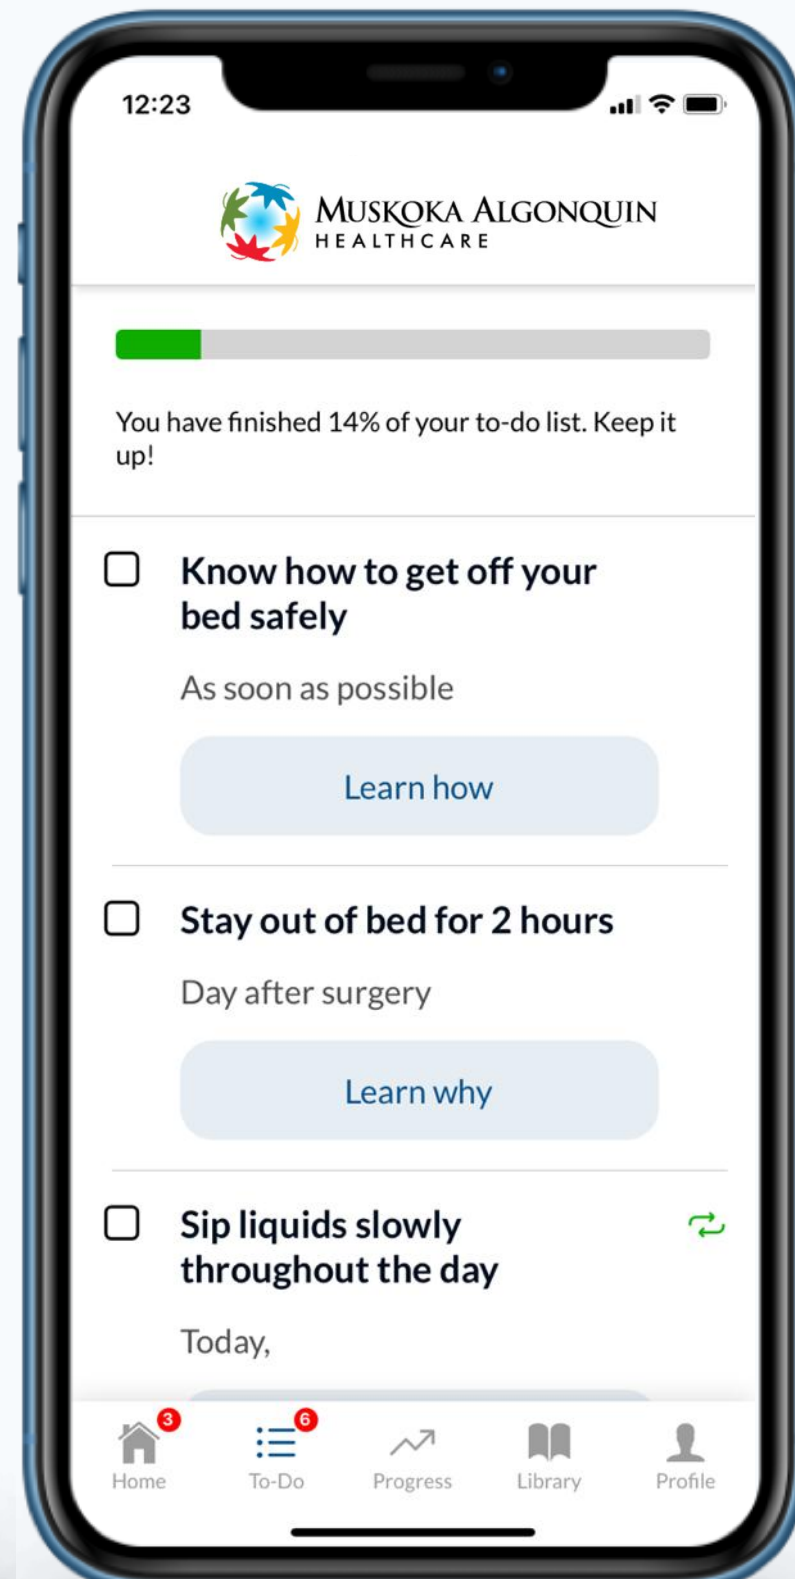 12:23
MUSKOKA ALGONQUIN
HEALTHCARE
You have finished 14% of your to-do list. Keep it
up!
Know how to get off your
bed safely
As soon as possible
Learn how
Stay out of bed for 2 hours
Day after surgery
Learn why
Sip liquids slowly
throughout the day
Today,
3
6
Home
To-Do
Progress
Library
Profile